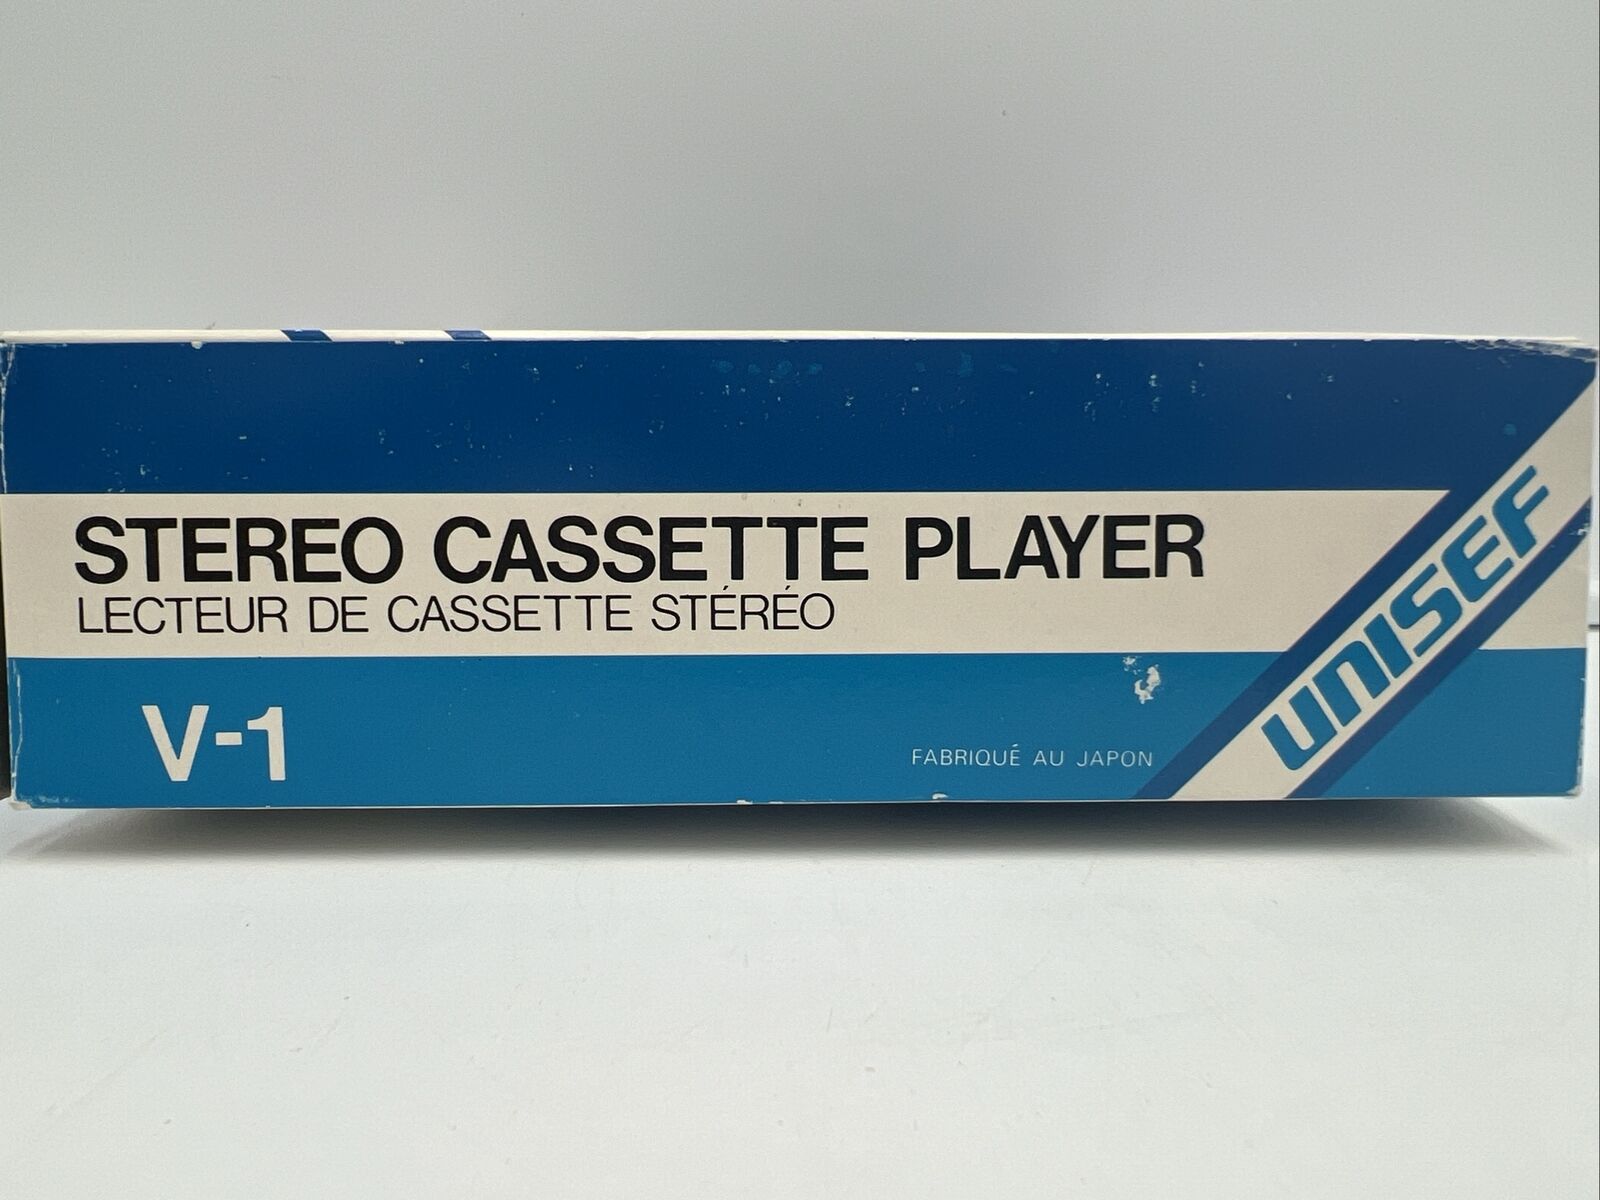 STEREO CASSETTE PLAYER
LECTEUR DE CASSETTE STÉRÉO
V-1
FABRIQUÉ AU JAPON
UNISEF